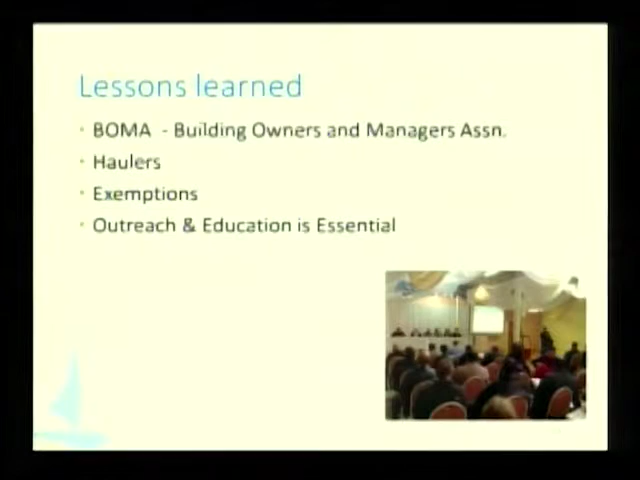 Lessons learned
· BOMA - Building Owners and Managers Assn.
· Haulers
· Exemptions
· Outreach & Education is Essential